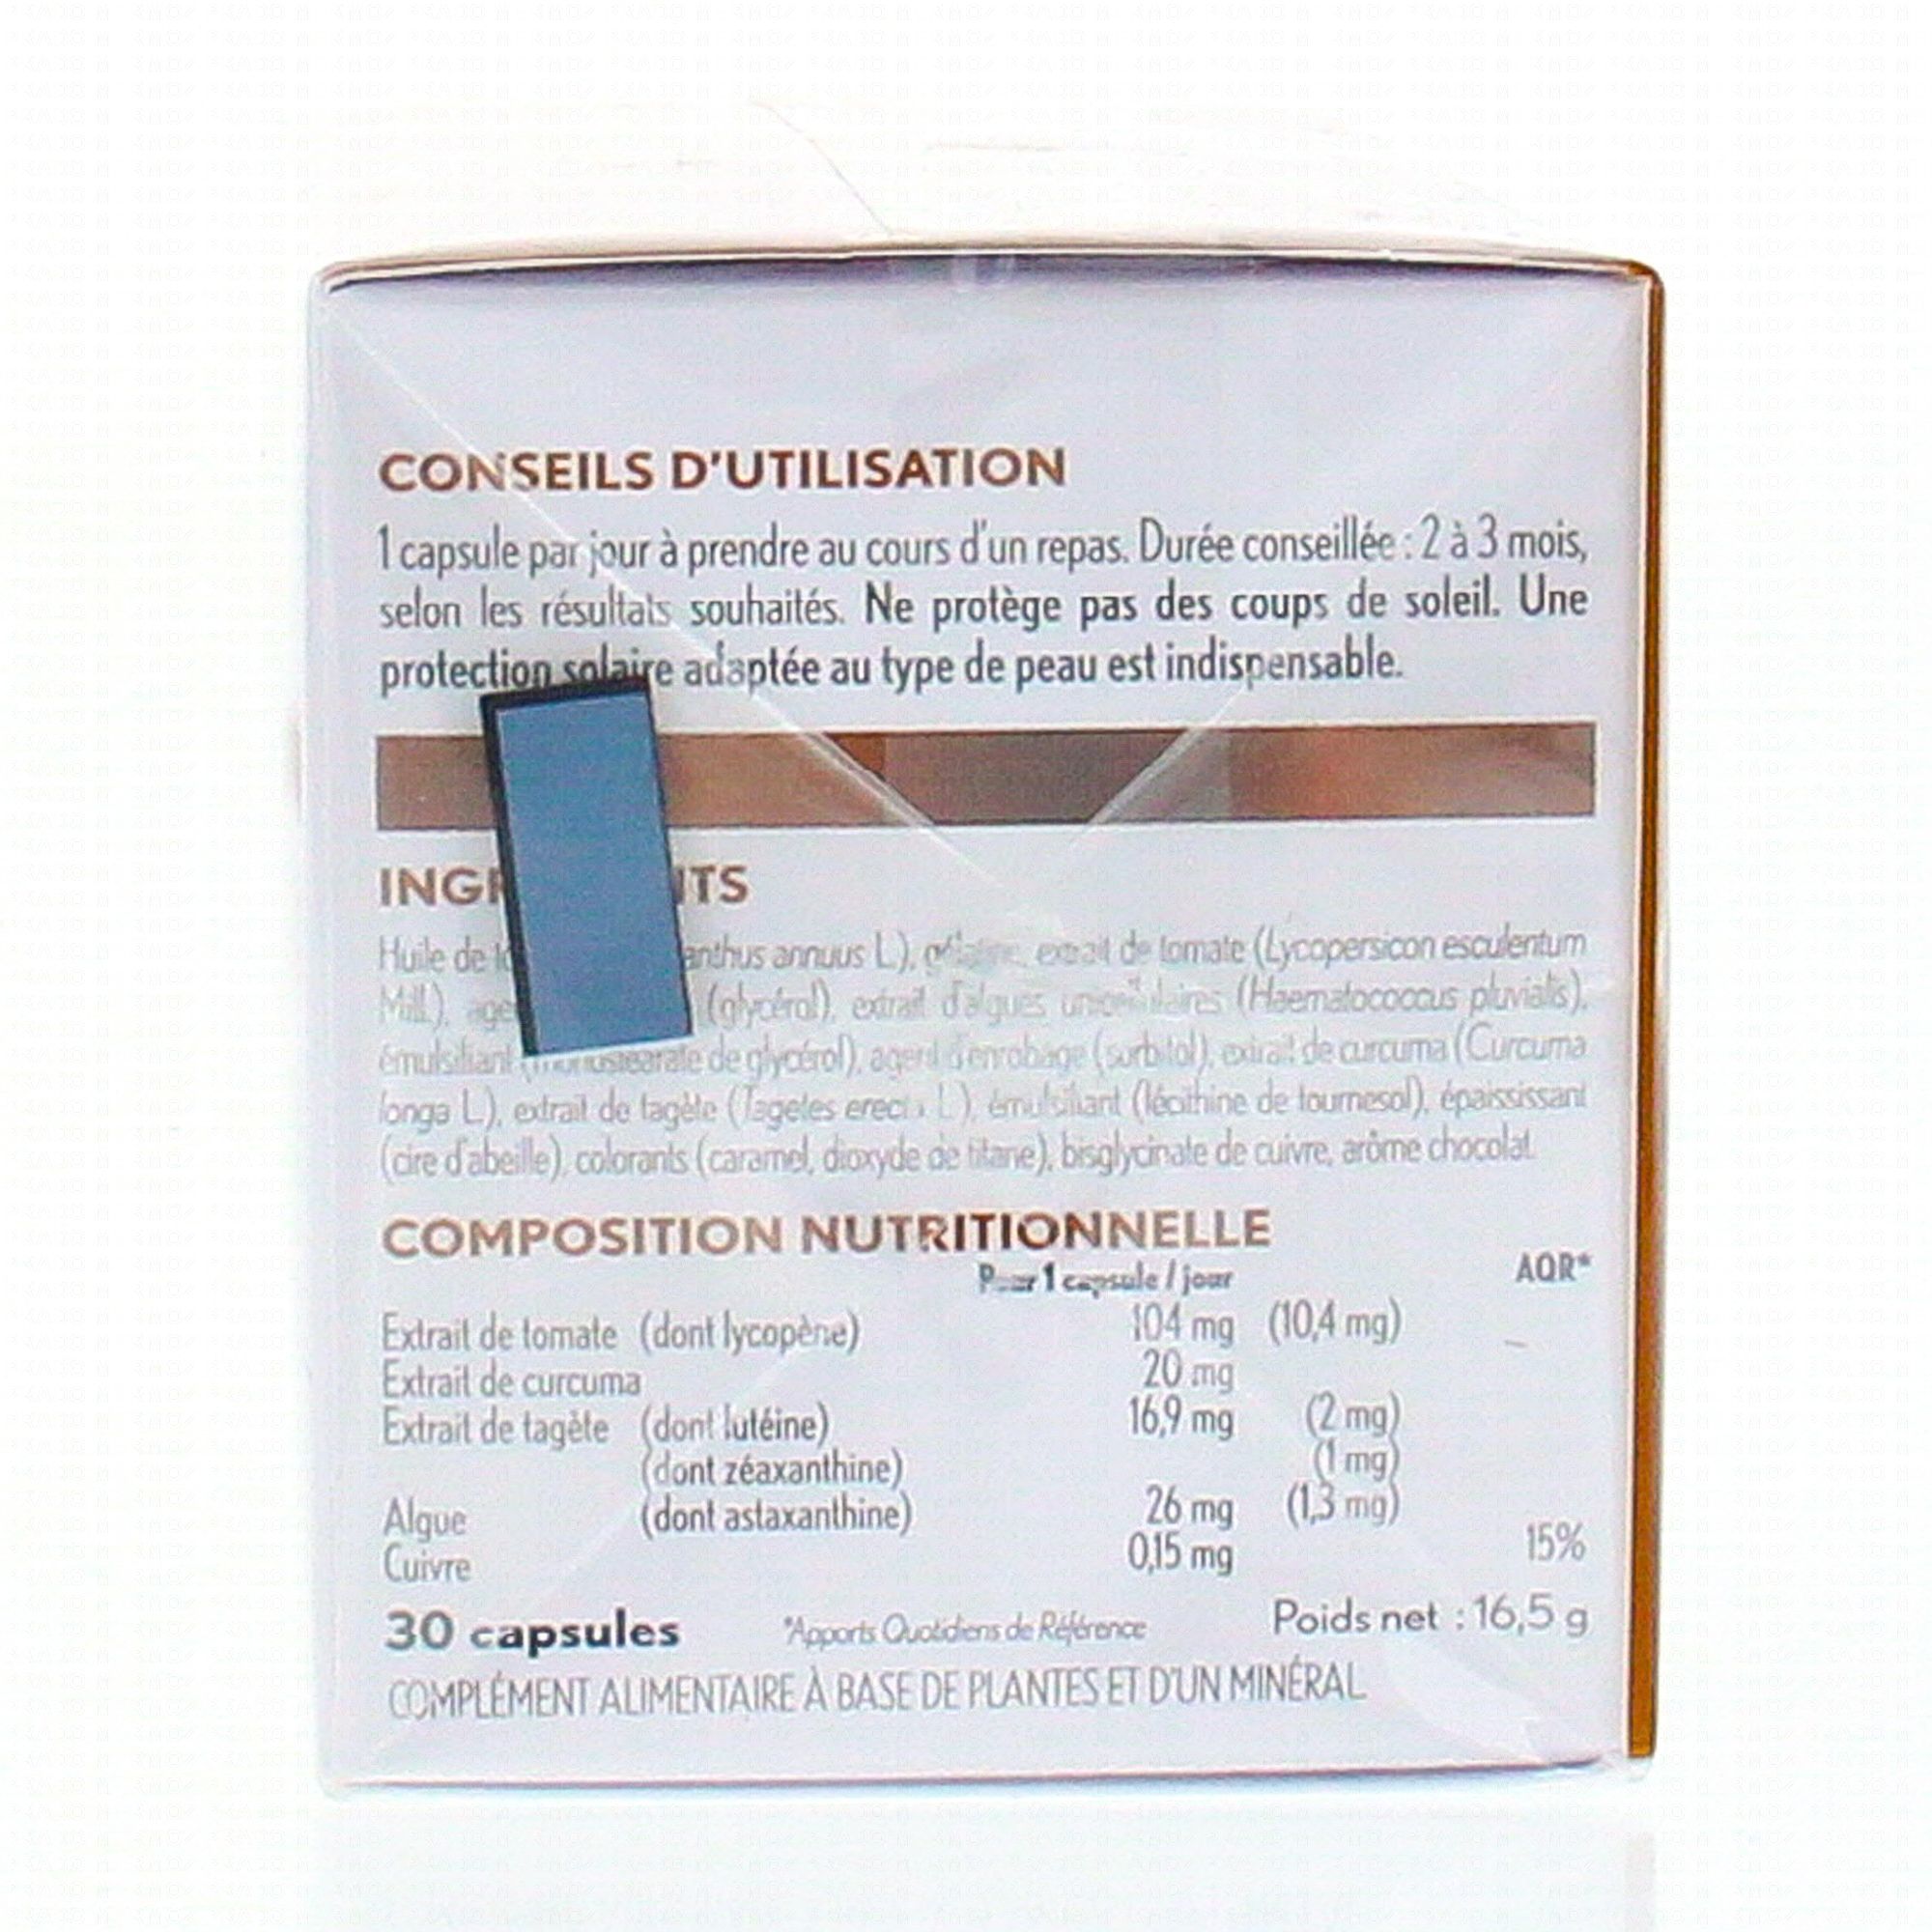 CONSEILS D'UTILISATION
1 capsule par jour à prendre au cours d'un repas. Durée conseillée : 2 à 3 mois,
selon les résultats souhaités. Ne protège pas des coups de soleil. Une
protection solaire adaptée au type de peau est indispensable.
Huile de annuus L.), gélatine, extrait de tomate (Lycopersicon esculentum
Mill.), (glycérol), extrait d'algues unicellulaires (Haematococcus pluvialis),
émulsifiant (monostéarate de glycérol), agent d'enrobage (sorbitol), extrait de curcuma (Curcuma
longa L.), extrait de tagète (Tagetes erecta L.), émulsifiant (lécithine de tournesol), épaississant
(cire d'abeille), colorants (caramel, dioxyde de titane), bisglycinate de cuivre, arôme chocolat.
COMPOSITION NUTRITIONNELLE
Pour 1 capsule / jour AQR*
Extrait de tomate (dont lycopène) 104 mg (10,4 mg) –
Extrait de curcuma 20 mg
Extrait de tagète (dont lutéine) 16,9 mg (2 mg)
(dont zéaxanthine) (1 mg)
Algue (dont astaxanthine) 26 mg (1,3 mg)
Cuivre 0,15 mg 15%
30 capsules *Apports Quotidiens de Référence Poids net : 16,5 g
COMPLÉMENT ALIMENTAIRE À BASE DE PLANTES ET D'UN MINÉRAL